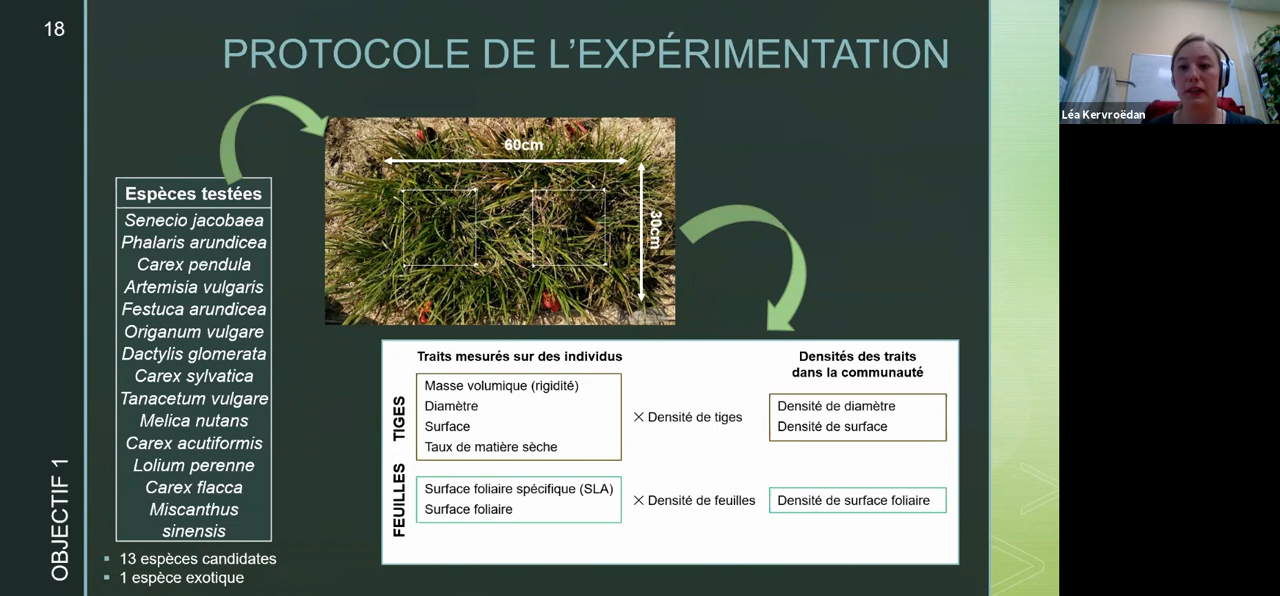 18
PROTOCOLE DE L’EXPÉRIMENTATION
Léa Kervroëdan
Espèces testées
Senecio jacobaea
Phalaris arundicea
Carex pendula
Artemisia vulgaris
Festuca arundicea
Origanum vulgare
Dactylis glomerata
Carex sylvatica
Tanacetum vulgare
Melica nutans
Carex acutiformis
Lolium perenne
Carex flacca
Miscanthus
sinensis
13 espèces candidates
1 espèce exotique
OBJECTIF 1
60cm
30cm
Traits mesurés sur des individus
TIGES
Masse volumique (rigidité)
Diamètre
Surface
Taux de matière sèche
× Densité de tiges
Densités des traits
dans la communauté
Densité de diamètre
Densité de surface
FEUILLES
Surface foliaire spécifique (SLA)
Surface foliaire
× Densité de feuilles
Densité de surface foliaire